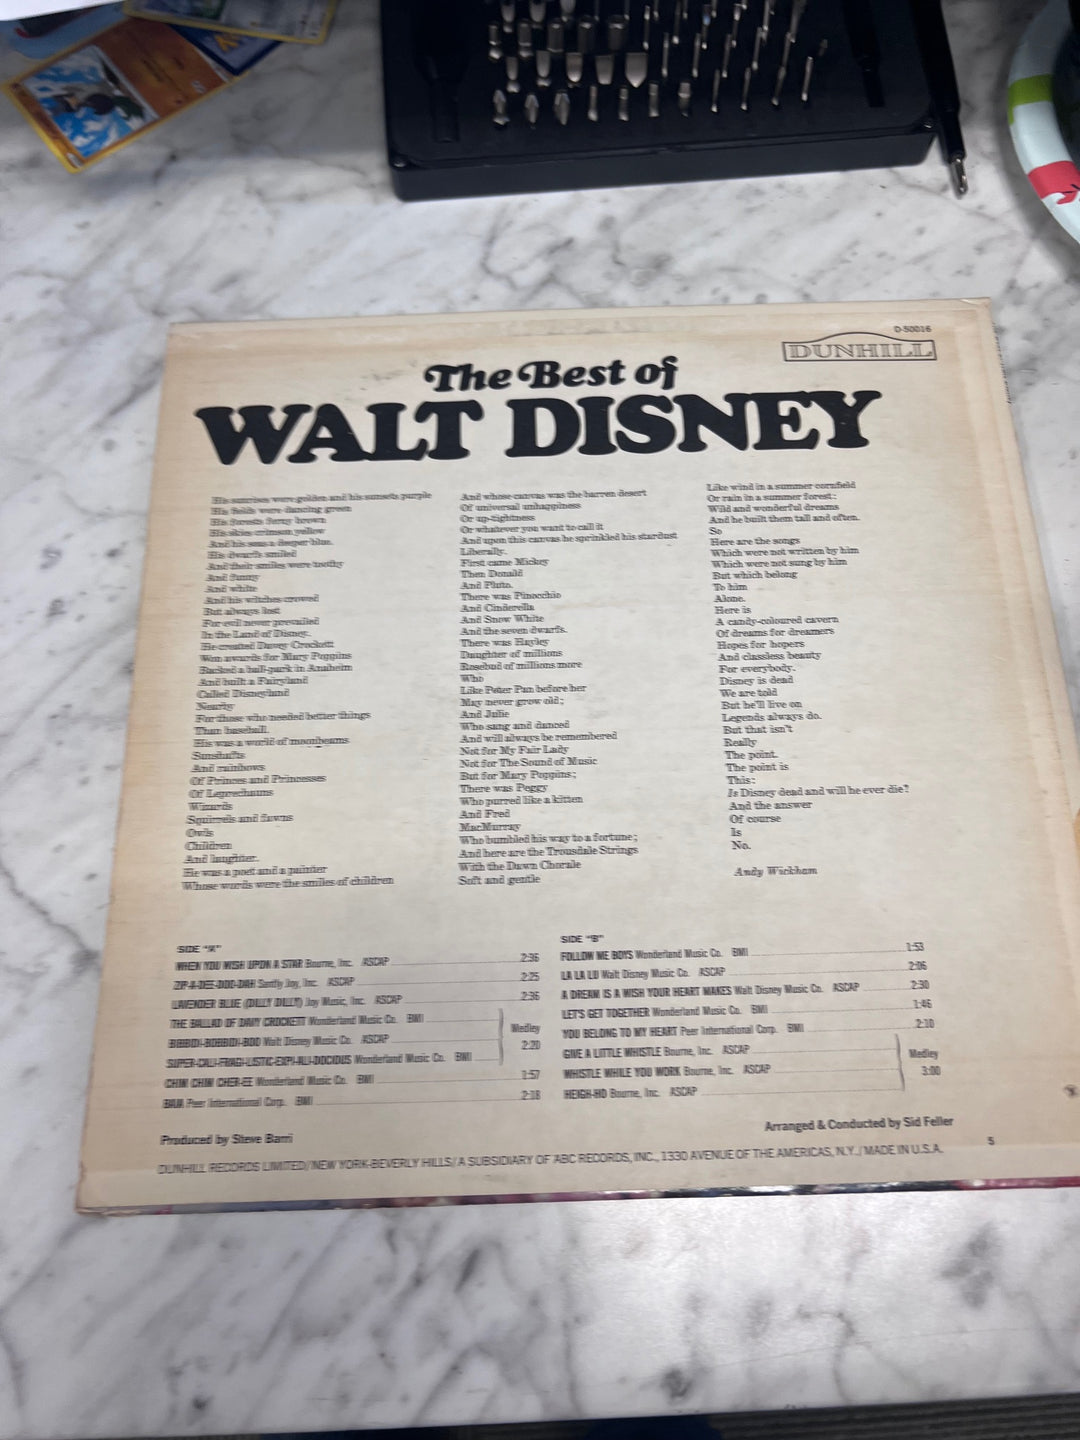 D-50016
DUNHILL
The Best of
WALT DISNEY
His sunrises were golden and his sunsets purple
His fields were dancing green
His forests ferny brown
His skies crimson yellow
And his seas a deeper blue.
His dwarfs smiled
And their smiles were toothy
And funny
And white
And his witches crowed
But always lost
For evil never prevailed
In the Land of Disney.
He created Davey Crockett
Won awards for Mary Poppins
Backed a ball-park in Anaheim
And built a Fairyland
Called Disneyland
Nearby
For those who needed better things
Than baseball.
His was a world of moonbeams
Sunshafts
And rainbows
Of Princes and Princesses
Of Leprechauns
Wizards
Squirrels and fawns
Owls
Children
And laughter.
He was a poet and a painter
Whose words were the smiles of children
And whose canvas was the barren desert
Of universal unhappiness
Or up-tightness
Or whatever you want to call it
And upon this canvas he sprinkled his stardust
Liberally.
First came Mickey
Then Donald
And Pluto.
There was Pinocchio
And Cinderella
And Snow White
And the seven dwarfs.
There was Hayley
Daughter of millions
Rosebud of millions more
Who
Like Peter Pan before her
May never grow old;
And Julie
Who sang and danced
And will always be remembered
Not for My Fair Lady
Not for The Sound of Music
But for Mary Poppins;
There was Peggy
Who purred like a kitten
And Fred
MacMurray
Who bumbled his way to a fortune;
And here are the Trousdale Strings
With the Dawn Chorale
Soft and gentle
Like wind in a summer cornfield
Or rain in a summer forest:
Wild and wonderful dreams
And he built them tall and often.
So
Here are the songs
Which were not written by him
Which were not sung by him
But which belong
To him
Alone.
Here is
A candy-coloured cavern
Of dreams for dreamers
Hopes for hopers
And classless beauty
For everybody.
Disney is dead
We are told
But he'll live on
Legends always do.
But that isn't
Really
The point.
The point is
This:
Is Disney dead and will he ever die?
And the answer
Of course
Is
No.
Andy Wickham
SIDE "A"
WHEN YOU WISH UPON A STAR Bourne, Inc. ASCAP 2:36
ZIP-A-DEE-DOO-DAH Santly Joy, Inc. ASCAP 2:25
LAVENDER BLUE (DILLY DILLY) Joy Music, Inc. ASCAP 2:36
THE BALLAD OF DAVY CROCKETT Wonderland Music Co. BMI
BIBBIDI-BOBBIDI-BOO Walt Disney Music Co. ASCAP
SUPER-CALI-FRAGI-LISTIC-EXPI-ALI-DOCIOUS Wonderland Music Co. BMI
Medley
2:20
CHIM CHIM CHER-EE Wonderland Music Co. BMI 1:57
BAIA Peer International Corp. BMI 2:18
SIDE "B"
FOLLOW ME BOYS Wonderland Music Co. BMI 1:53
LA LA LU Walt Disney Music Co. ASCAP 2:06
A DREAM IS A WISH YOUR HEART MAKES Walt Disney Music Co. ASCAP 2:30
LET'S GET TOGETHER Wonderland Music Co. BMI 1:46
YOU BELONG TO MY HEART Peer International Corp. BMI 2:10
GIVE A LITTLE WHISTLE Bourne, Inc. ASCAP
WHISTLE WHILE YOU WORK Bourne, Inc. ASCAP
HEIGH-HO Bourne, Inc. ASCAP
Medley
3:00
Produced by Steve Barri
Arranged & Conducted by Sid Feller
DUNHILL RECORDS LIMITED/NEW YORK-BEVERLY HILLS/A SUBSIDIARY OF ABC RECORDS, INC., 1330 AVENUE OF THE AMERICAS, N.Y./MADE IN U.S.A.
5